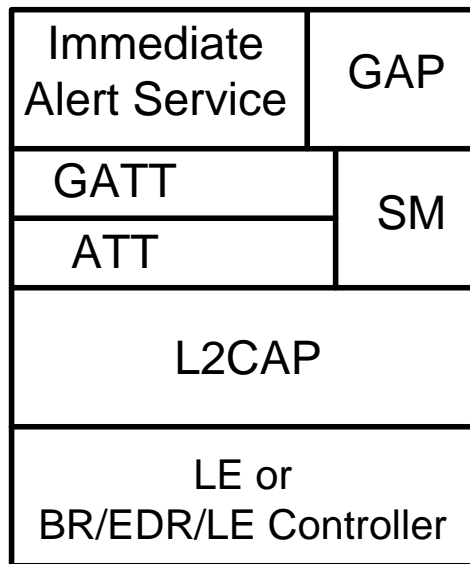 Immediate
Alert Service
GAP
GATT
SM
ATT
L2CAP
LE or
BR/EDR/LE Controller